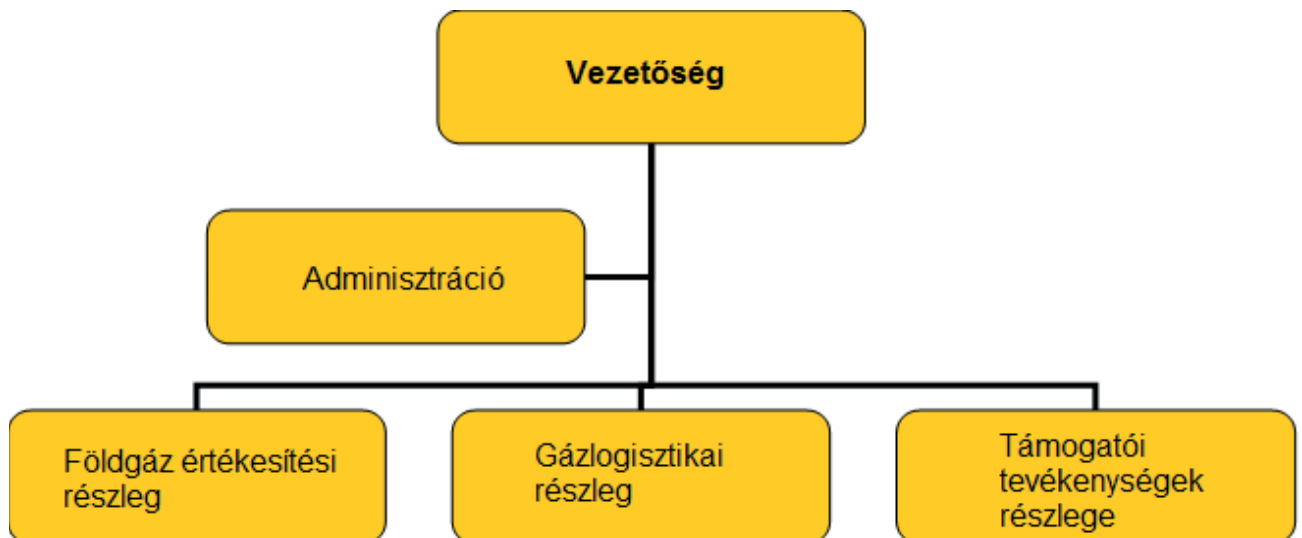 Vezetőség
Adminisztráció
Földgáz értékesítési
részleg
Gázlogisztikai
részleg
Támogatói
tevékenységek
részlege